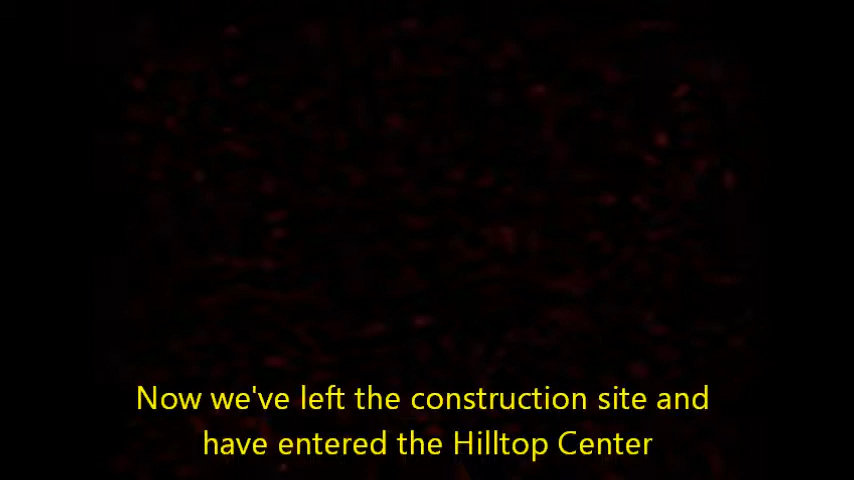 Now we've left the construction site and
have entered the Hilltop Center